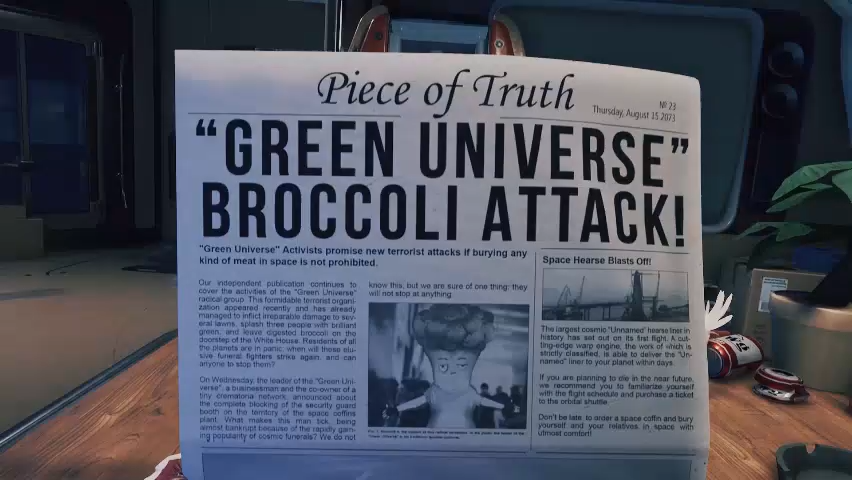 Piece of Truth
№ 23
Thursday, August 15.2073
“GREEN UNIVERSE”
BROCCOLI ATTACK!
"Green Universe" Activists promise new terrorist attacks if burying any
kind of meat in space is not prohibited.
Our independent publication continues to
cover the activities of the "Green Universe"
radical group. This formidable terrorist organi-
zation appeared recently and has already
managed to inflict irreparable damage to sev-
eral lawns, splash three people with brilliant
green, and leave digested broccoli on the
doorstep of the White House. Residents of all
the planets are in panic: when will these elu-
sive funeral fighters strike again, and can
anyone to stop them?
On Wednesday, the leader of the "Green Uni-
verse", a businessman and the co-owner of a
tiny crematoria network, announced about
the complete blocking of the security guard
booth on the territory of the space coffins
plant. What makes this man tick, being
almost bankrupt because of the rapidly gain-
ing popularity of cosmic funerals? We do not
know this, but we are sure of one thing: they
will not stop at anything.
Space Hearse Blasts Off!!
The largest cosmic "Unnamed" hearse liner in
history has set out on its first flight. A cut-
ting-edge warp engine, the work of which is
strictly classified, is able to deliver the "Un-
named" liner to your planet within days.
If you are planning to die in the near future,
we recommend you to familiarize yourself
with the flight schedule and purchase a ticket
to the orbital shuttle.
Don't be late, to order a space coffin and bury
yourself and your relatives in space with
utmost comfort!